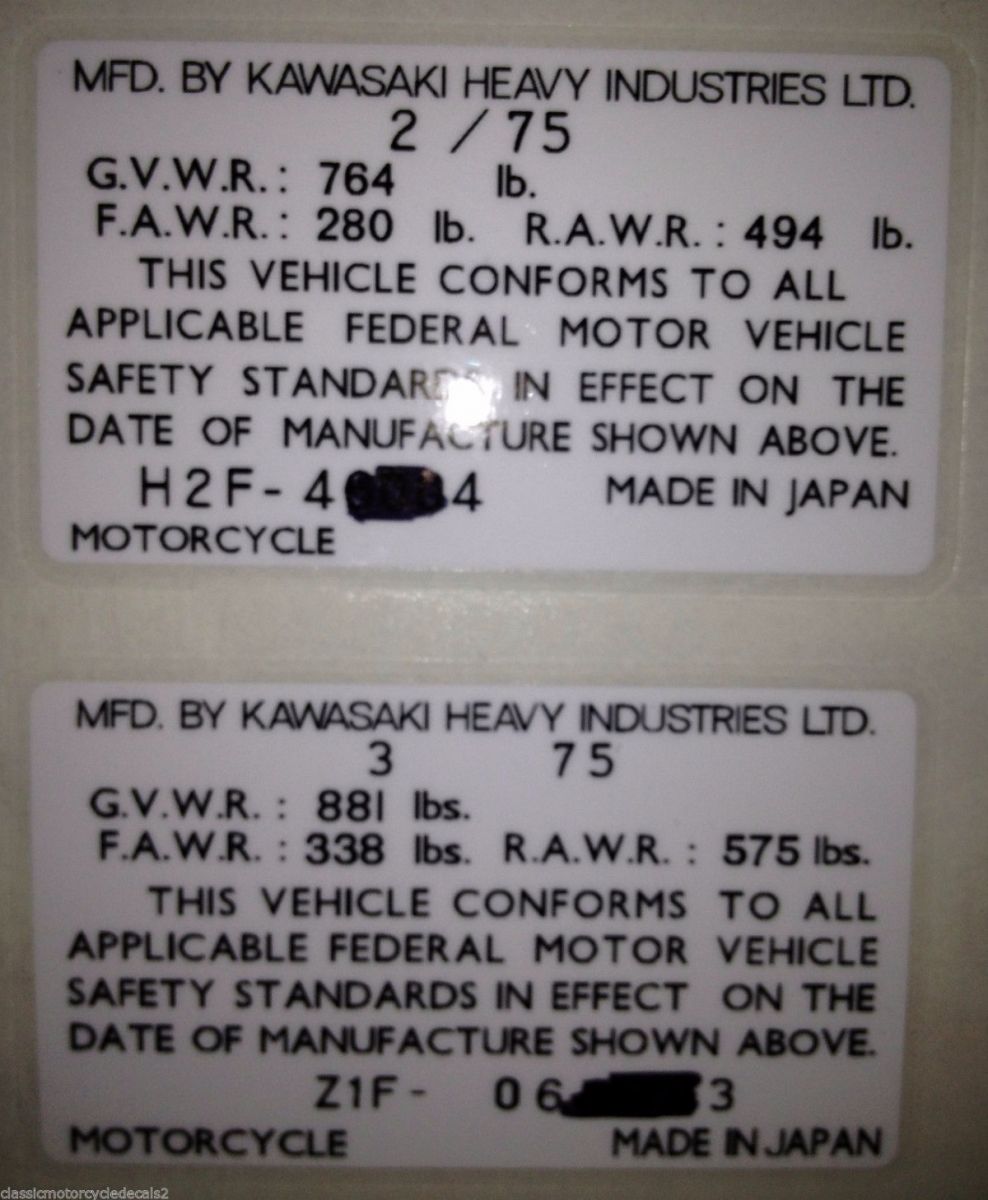 MFD. BY KAWASAKI HEAVY INDUSTRIES LTD.
2 / 75
G.V.W.R.: 764 lb.
F.A.W.R.: 280 lb. R.A.W.R.: 494 lb.
THIS VEHICLE CONFORMS TO ALL
APPLICABLE FEDERAL MOTOR VEHICLE
SAFETY STANDARDS IN EFFECT ON THE
DATE OF MANUFACTURE SHOWN ABOVE.
H2F-4 4 MADE IN JAPAN
MOTORCYCLE
MFD. BY KAWASAKI HEAVY INDUSTRIES LTD.
3 75
G.V.W.R. : 881 lbs.
F.A.W.R. : 338 lbs. R.A.W.R. : 575 lbs.
THIS VEHICLE CONFORMS TO ALL
APPLICABLE FEDERAL MOTOR VEHICLE
SAFETY STANDARDS IN EFFECT ON THE
DATE OF MANUFACTURE SHOWN ABOVE.
Z1F- 06 3
MOTORCYCLE MADE IN JAPAN
classicmotorcycledecals2